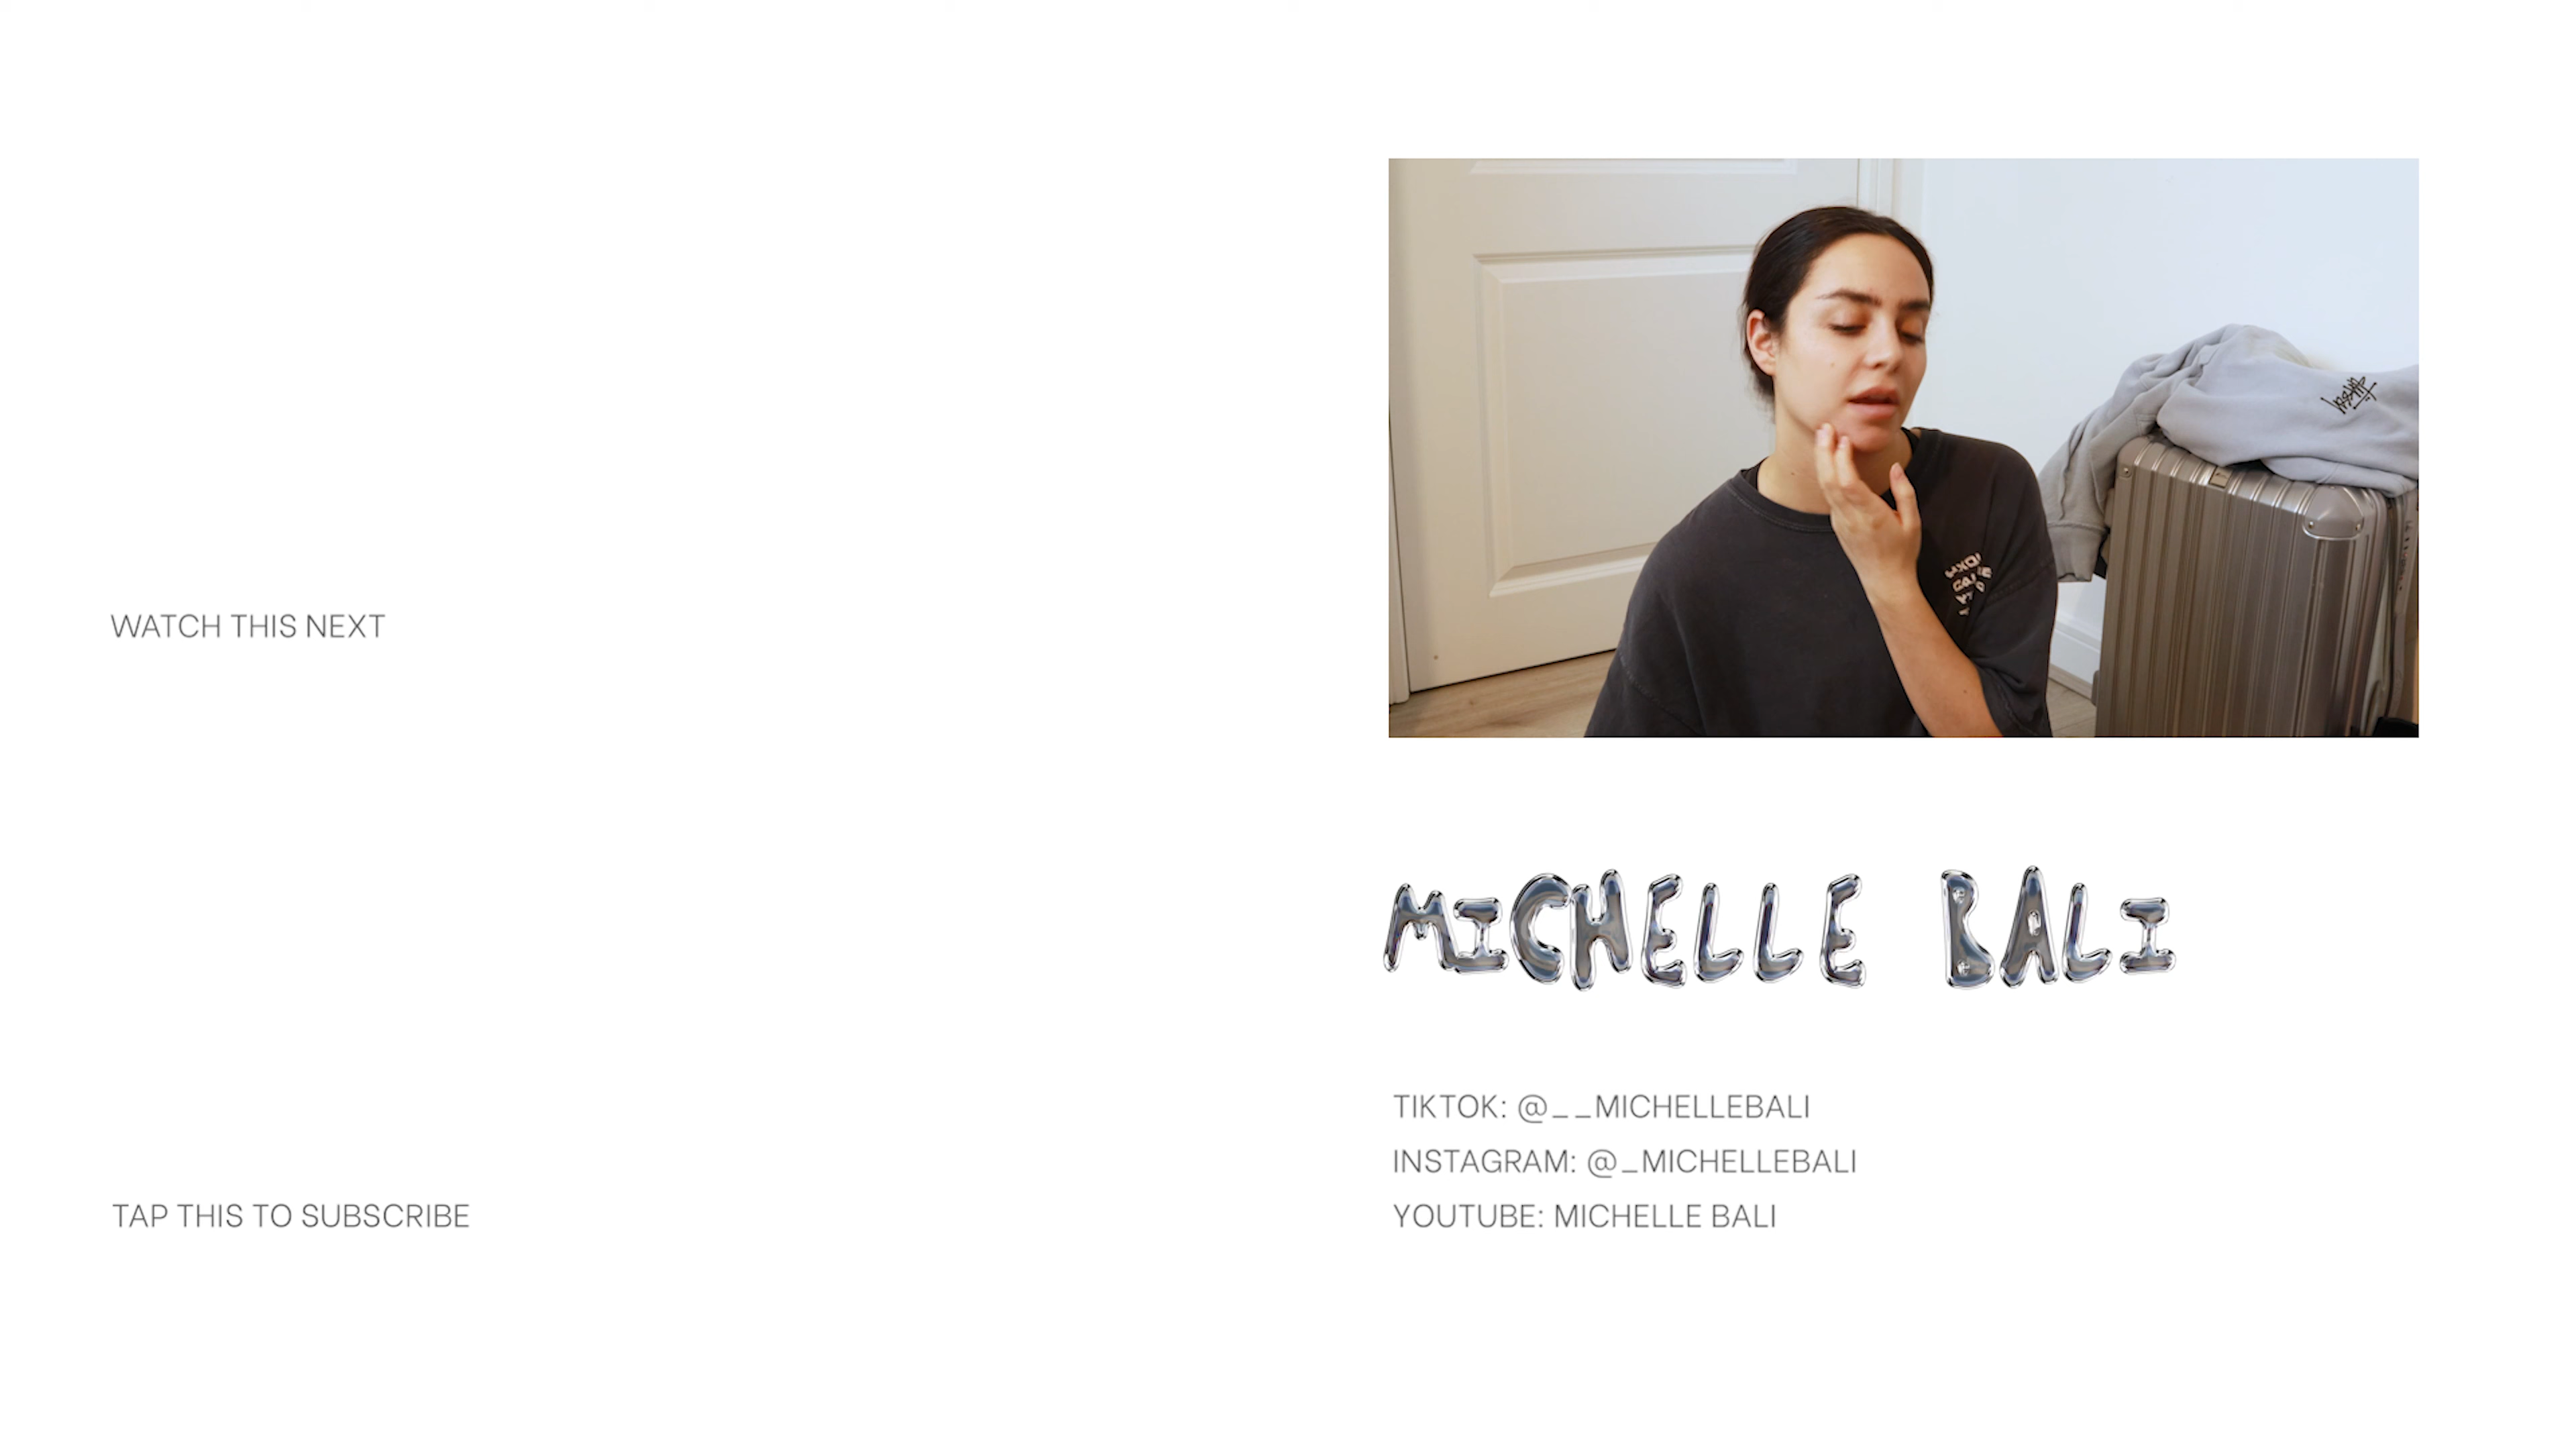 WATCH THIS NEXT
TAP THIS TO SUBSCRIBE
MICHELLE BALI
TIKTOK: @__MICHELLEBALI
INSTAGRAM: @_MICHELLEBALI
YOUTUBE: MICHELLE BALI